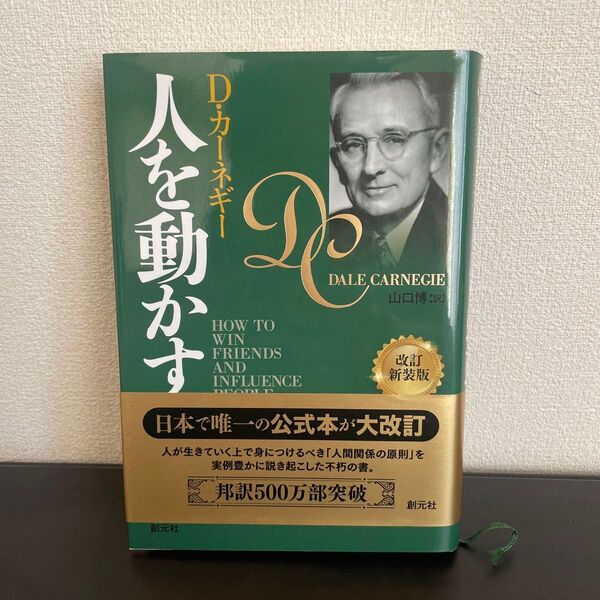 D・カーネギー
人を動かす
DC
DALE CARNEGIE
山口博[訳]
HOW TO
WIN
FRIENDS
AND
INFLUENCE
PEOPLE
改訂
新装版
日本で唯一の公式本が大改訂
人が生きていく上で身につけるべき「人間関係の原則」を
実例豊かに説き起こした不朽の書。
邦訳500万部突破
創元社
創元社